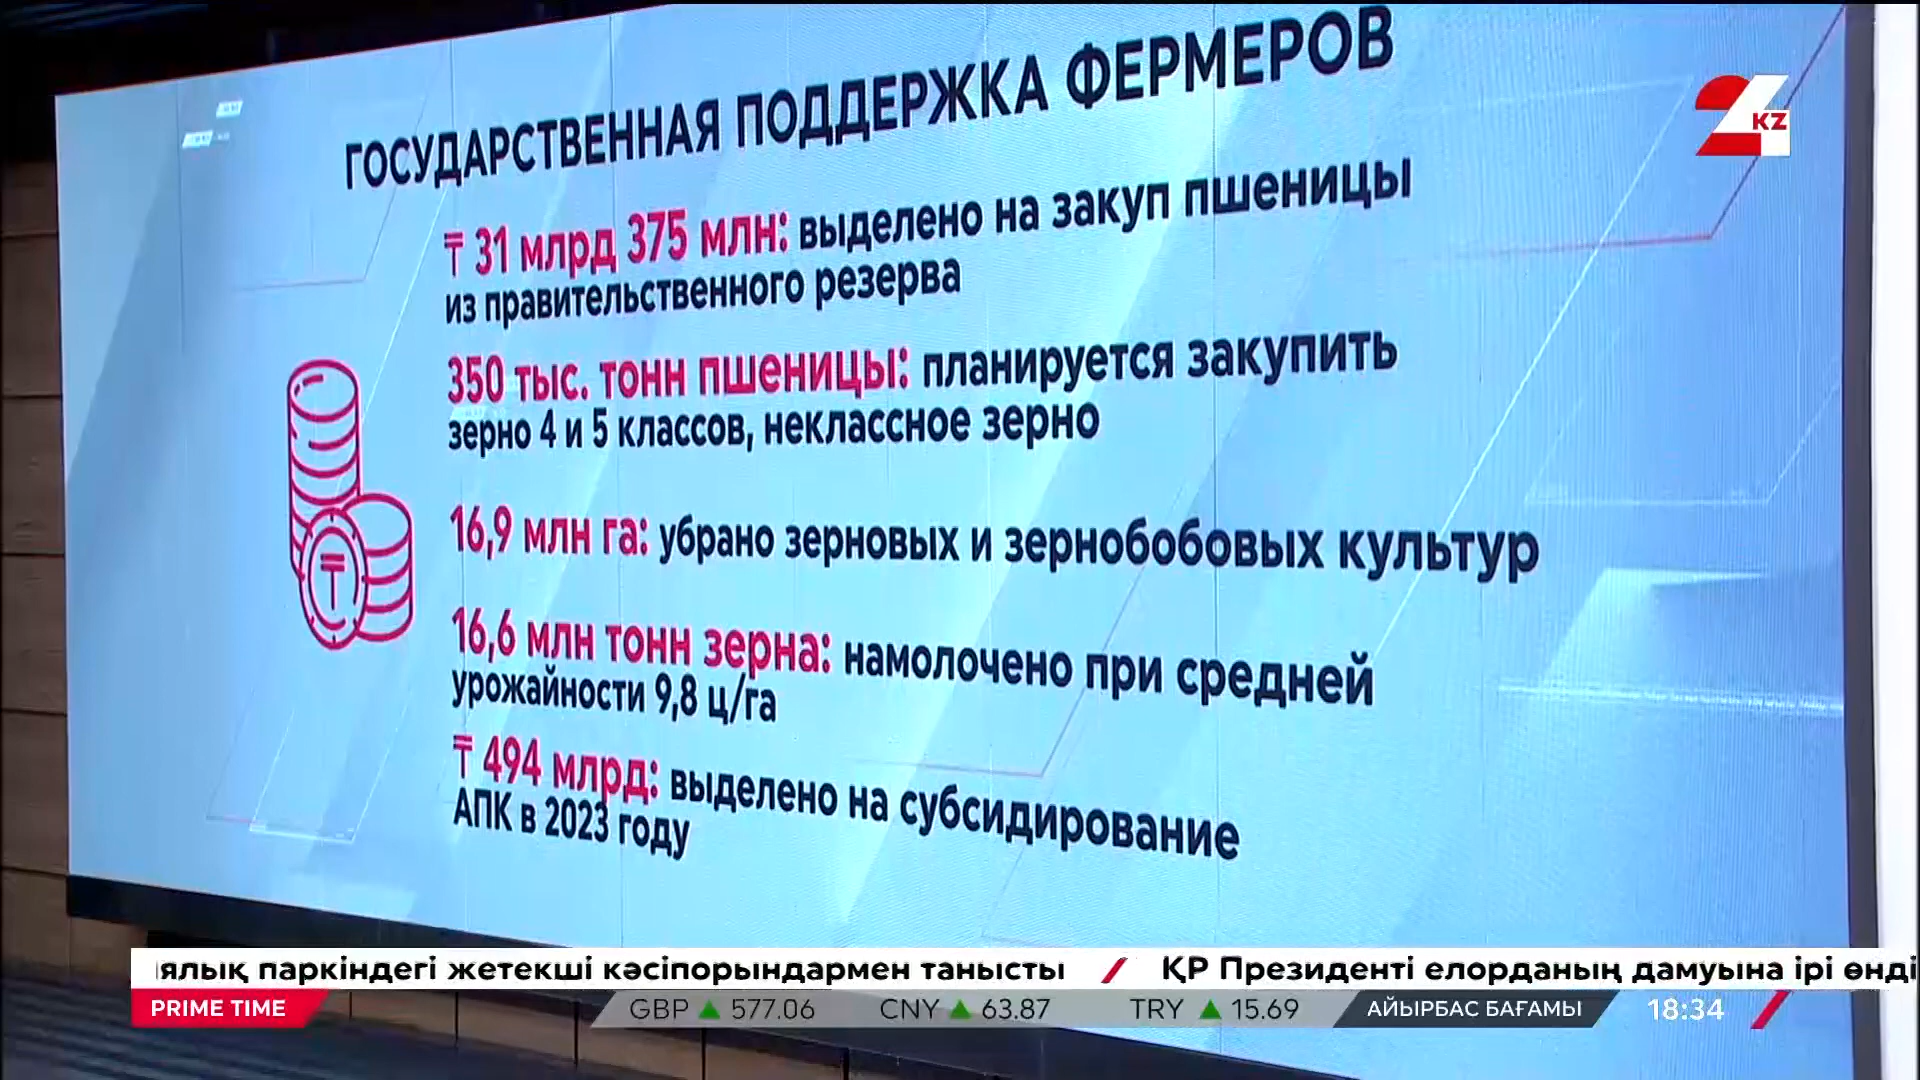 ГОСУДАРСТВЕННАЯ ПОДДЕРЖКА ФЕРМЕРОВ
24
KZ
₸ 31 млрд 375 млн: выделено на закуп пшеницы
из правительственного резерва
350 тыс. тонн пшеницы: планируется закупить
зерно 4 и 5 классов, неклассное зерно
16,9 млн га: убрано зерновых и зернобобовых культур
₸
16,6 млн тонн зерна: намолочено при средней
урожайности 9,8 ц/га
₸ 494 млрд: выделено на субсидирование
АПК в 2023 году
паркіндегі жетекші кәсіпорындармен танысты / ҚР Президенті елорданың дамуына ірі
PRIME TIME
GBP ▲ 577.06 CNY ▲ 63.87 TRY ▲ 15.69 АЙЫРБАС БАҒАМЫ 18:34